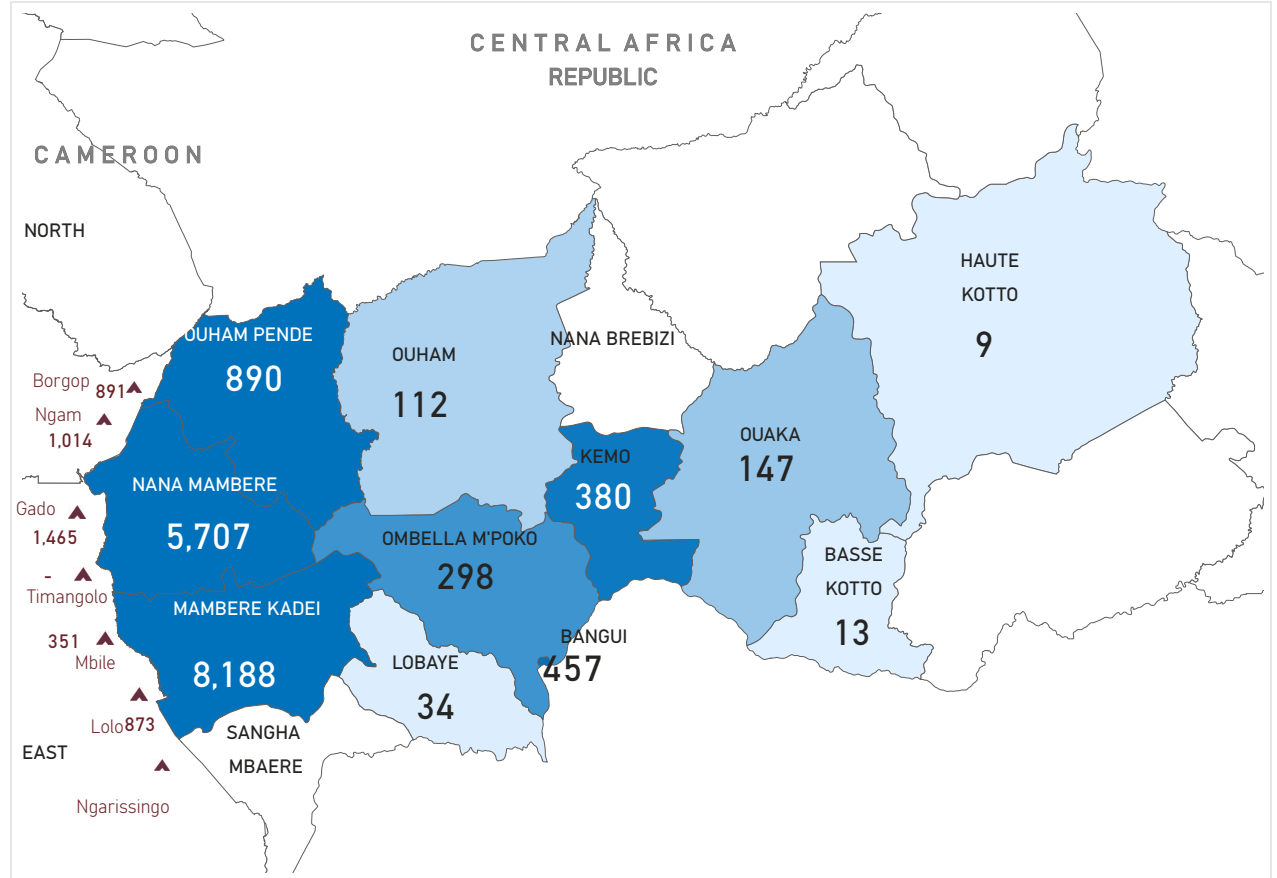 CENTRAL AFRICA
REPUBLIC
CAMEROON
NORTH
HAUTE
KOTTO
9
OUHAM PENDE
890
OUHAM
112
NANA BREBIZI
Borgop 891
Ngam
1,014
OUAKA
147
KEMO
380
NANA MAMBERE
5,707
Gado
1,465
OMBELLA M'POKO
298
BASSE
KOTTO
13
-
Timangolo
MAMBERE KADEI
8,188
351
Mbile
BANGUI
457
LOBAYE
34
Lolo873
SANGHA
MBAERE
EAST
Ngarissingo